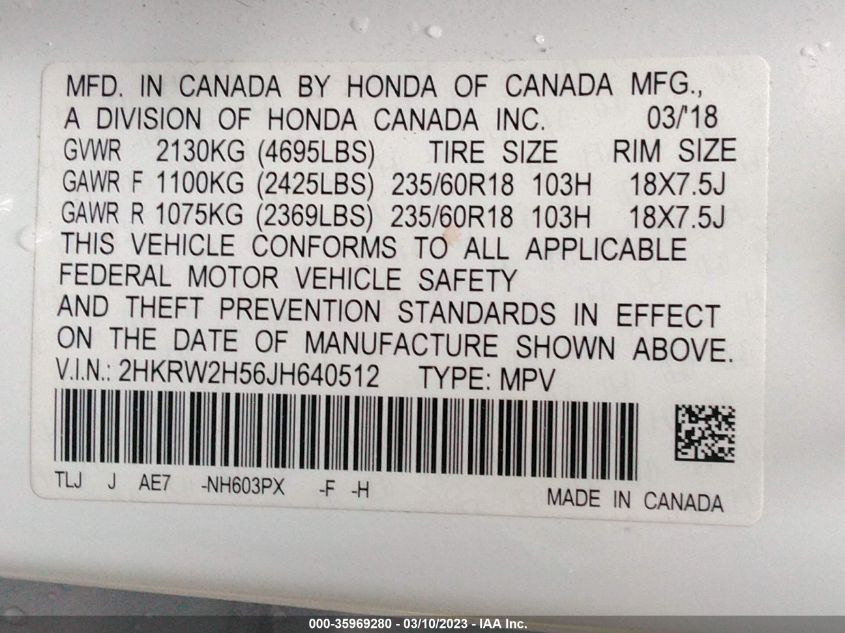 MFD. IN CANADA BY HONDA OF CANADA MFG.,
A DIVISION OF HONDA CANADA INC. 03/'18
GVWR 2130KG (4695LBS) TIRE SIZE RIM SIZE
GAWR F 1100KG (2425LBS) 235/60R18 103H 18X7.5J
GAWR R 1075KG (2369LBS) 235/60R18 103H 18X7.5J
THIS VEHICLE CONFORMS TO ALL APPLICABLE
FEDERAL MOTOR VEHICLE SAFETY
AND THEFT PREVENTION STANDARDS IN EFFECT
ON THE DATE OF MANUFACTURE SHOWN ABOVE.
V.I.N.: 2HKRW2H56JH640512 TYPE: MPV
TLJ J AE7 -NH603PX -F -H MADE IN CANADA
000-35969280 - 03/10/2023 - IAA Inc.